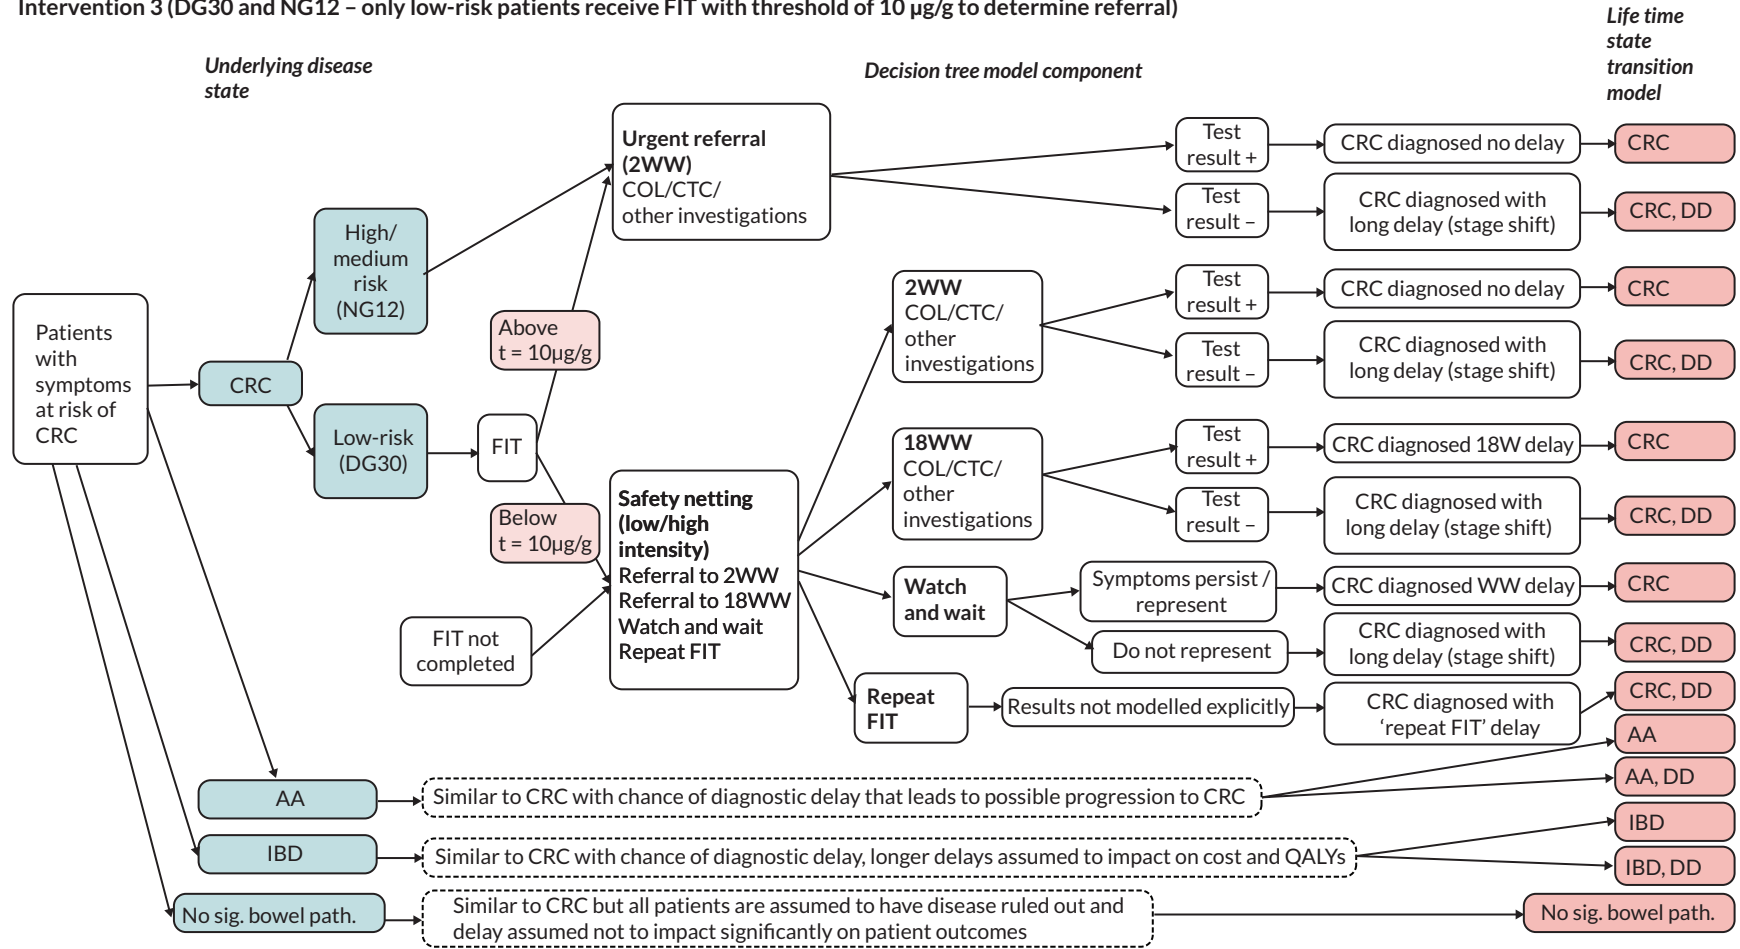 Intervention 3 (DG30 and NG12 – only low-risk patients receive FIT with threshold of 10 µg/g to determine referral)
Underlying disease
state
Decision tree model component
Life time
state
transition
model
Patients
with
symptoms
at risk of
CRC
CRC
High/
medium
risk
(NG12)
Low-risk
(DG30)
FIT
Above
t = 10µg/g
Below
t = 10µg/g
FIT not
completed
Urgent referral
(2WW)
COL/CTC/
other investigations
Safety netting
(low/high
intensity)
Referral to 2WW
Referral to 18WW
Watch and wait
Repeat FIT
Test
result +
CRC diagnosed no delay
CRC
Test
result –
CRC diagnosed with
long delay (stage shift)
CRC, DD
2WW
COL/CTC/
other
investigations
Test
result +
CRC diagnosed no delay
CRC
Test
result –
CRC diagnosed with
long delay (stage shift)
CRC, DD
18WW
COL/CTC/
other
investigations
Test
result +
CRC diagnosed 18W delay
CRC
Test
result –
CRC diagnosed with
long delay (stage shift)
CRC, DD
Watch
and wait
Symptoms persist /
represent
CRC diagnosed WW delay
CRC
Do not represent
CRC diagnosed with
long delay (stage shift)
CRC, DD
Repeat
FIT
Results not modelled explicitly
CRC diagnosed with
‘repeat FIT’ delay
CRC, DD
AA
Similar to CRC with chance of diagnostic delay that leads to possible progression to CRC
AA
AA, DD
IBD
Similar to CRC with chance of diagnostic delay, longer delays assumed to impact on cost and QALYs
IBD
IBD, DD
No sig. bowel path.
Similar to CRC but all patients are assumed to have disease ruled out and
delay assumed not to impact significantly on patient outcomes
No sig. bowel path.